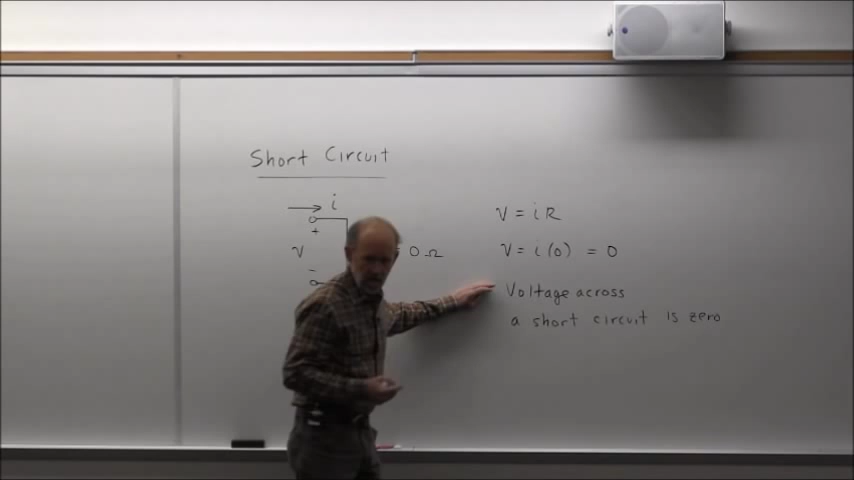 Short Circuit
i
+
v
= 0 Ω
-
v = i R
v = i (0) = 0
Voltage across
a short circuit is zero